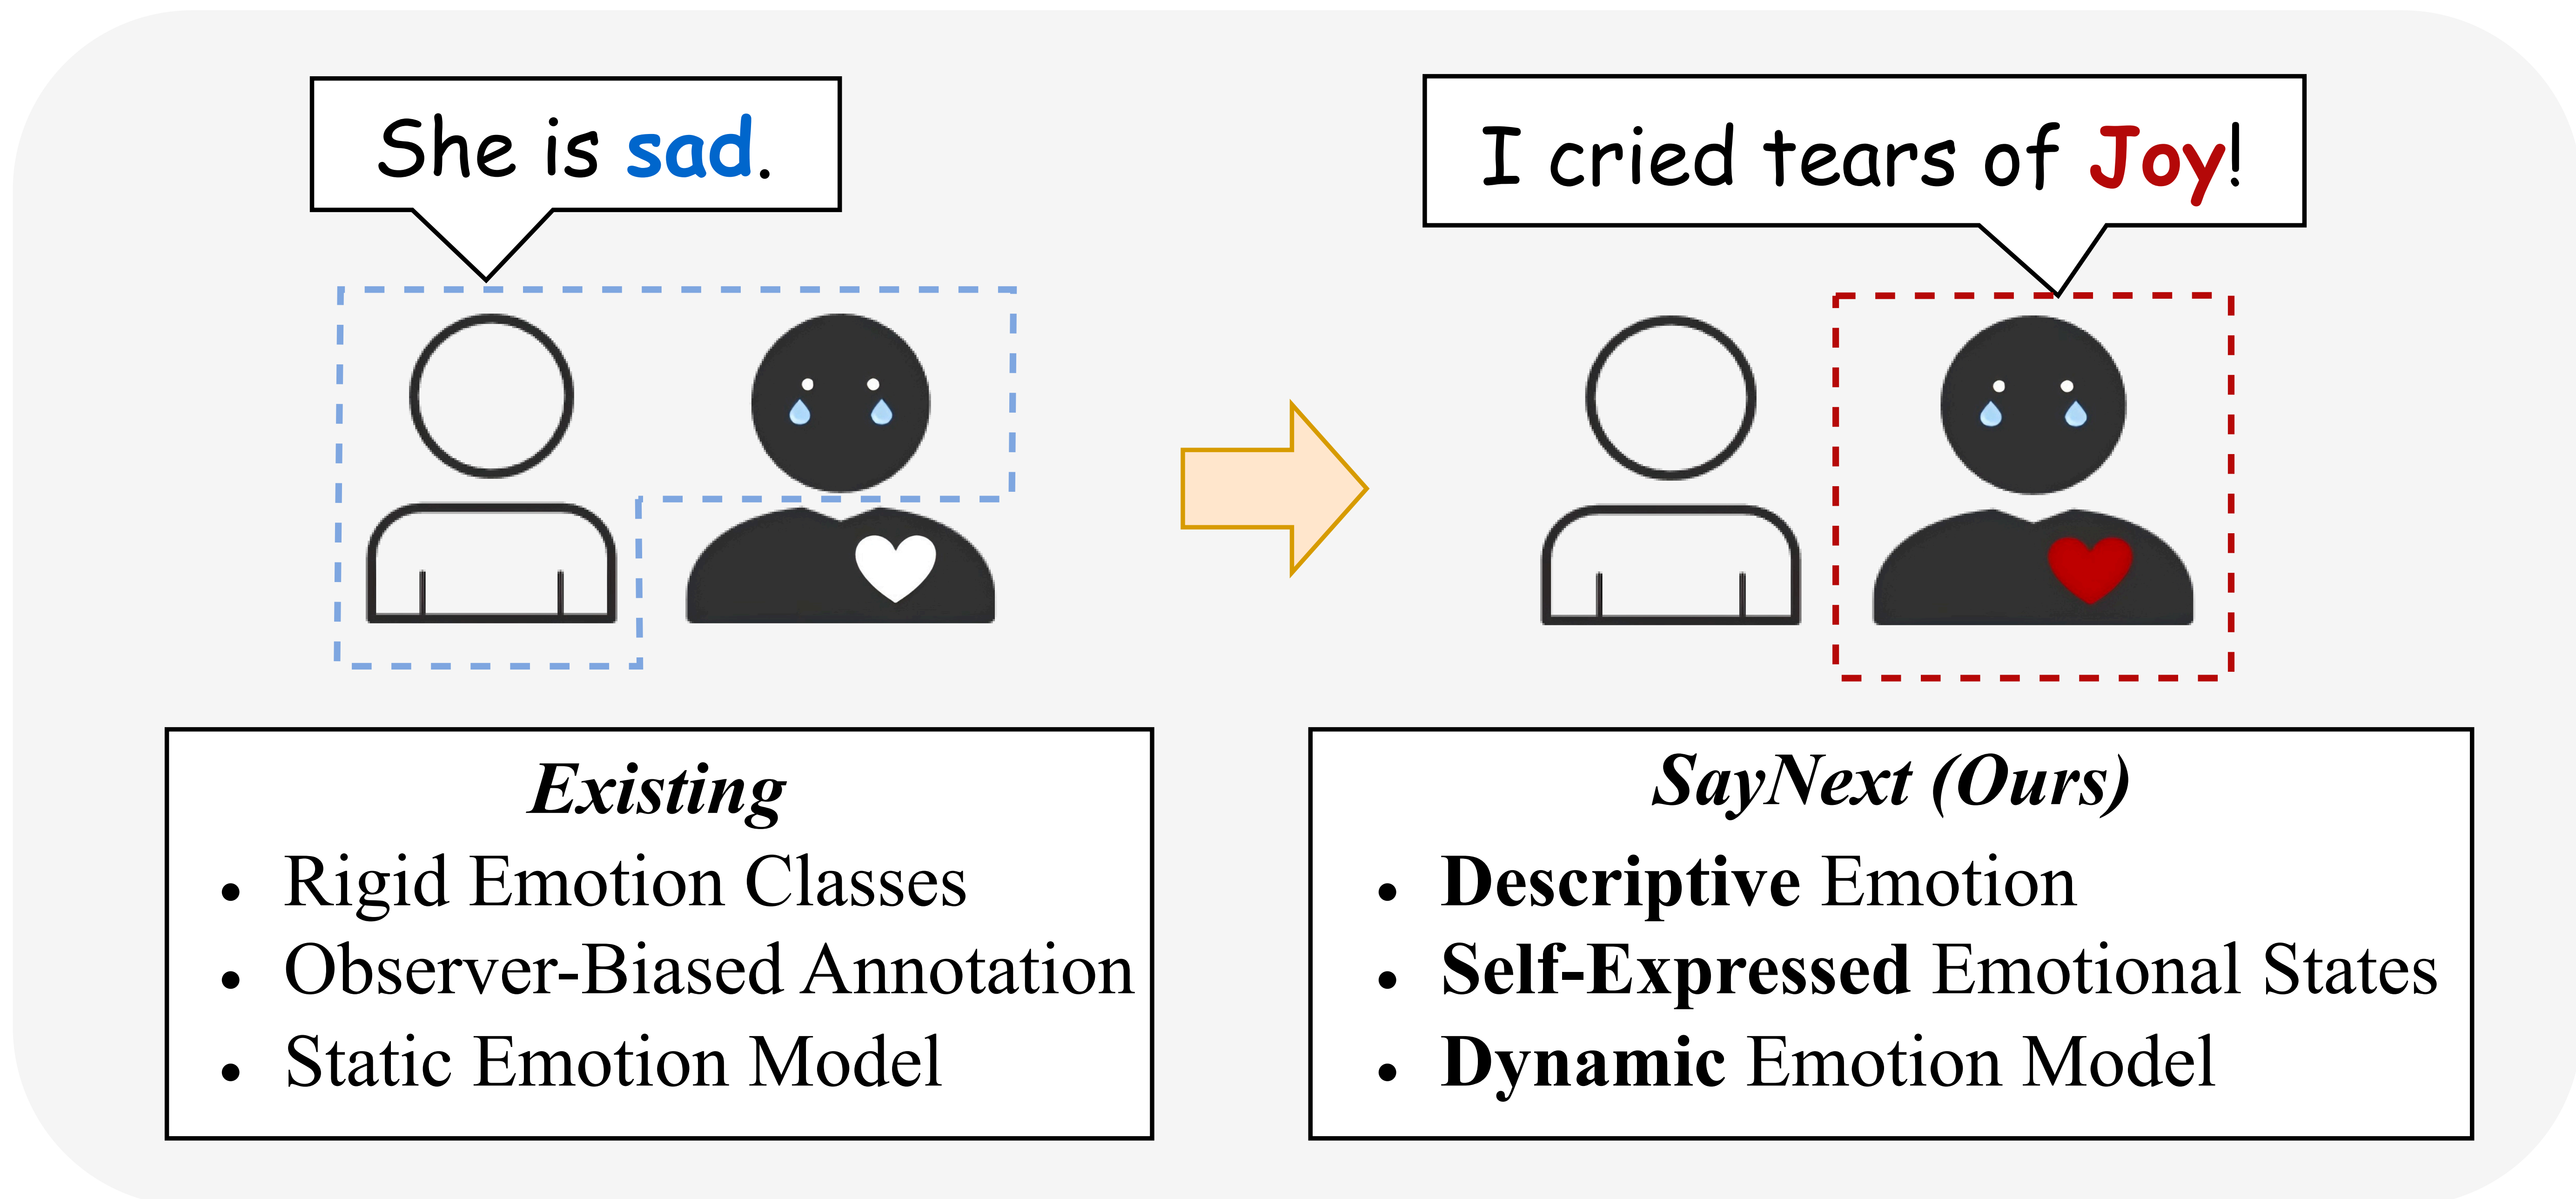 She is sad.
I cried tears of Joy!
Existing
• Rigid Emotion Classes
• Observer-Biased Annotation
• Static Emotion Model
SayNext (Ours)
• Descriptive Emotion
• Self-Expressed Emotional States
• Dynamic Emotion Model